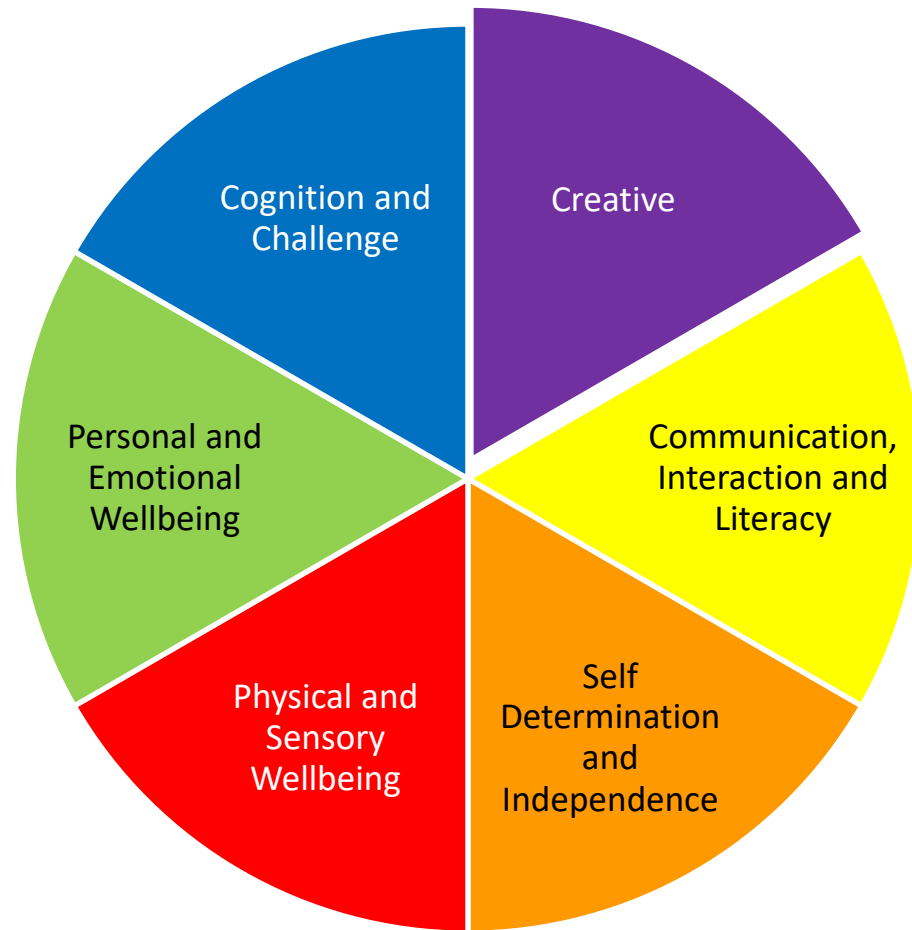 Creative
Communication,
Interaction and
Literacy
Self
Determination
and
Independence
Physical and
Sensory
Wellbeing
Personal and
Emotional
Wellbeing
Cognition and
Challenge